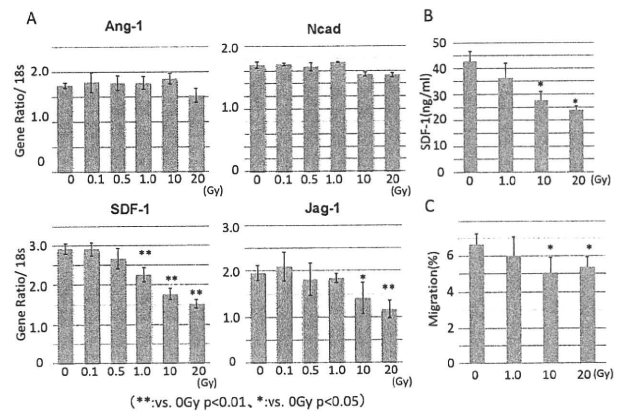 A
Ang-1
Gene Ratio/ 18s
2.0
1.0
0
0 0.1 0.5 1.0 10 20
(Gy)
Ncad
2.0
1.0
0
0 0.1 0.5 1.0 10 20
(Gy)
SDF-1
Gene Ratio/ 18s
3.0
2.0
1.0
** ** **
0 0.1 0.5 1.0 10 20
(Gy)
Jag-1
3.0
2.0
1.0
0
* **
0 0.1 0.5 1.0 10 20
(Gy)
(**:vs. 0Gy p<0.01、*:vs. 0Gy p<0.05)
B
SDF-1(ng/ml)
50
40
30
20
10
0
* *
0 1.0 10 20 (Gy)
C
Migration(%)
6
4
2
0
* *
0 1.0 10 20 (Gy)